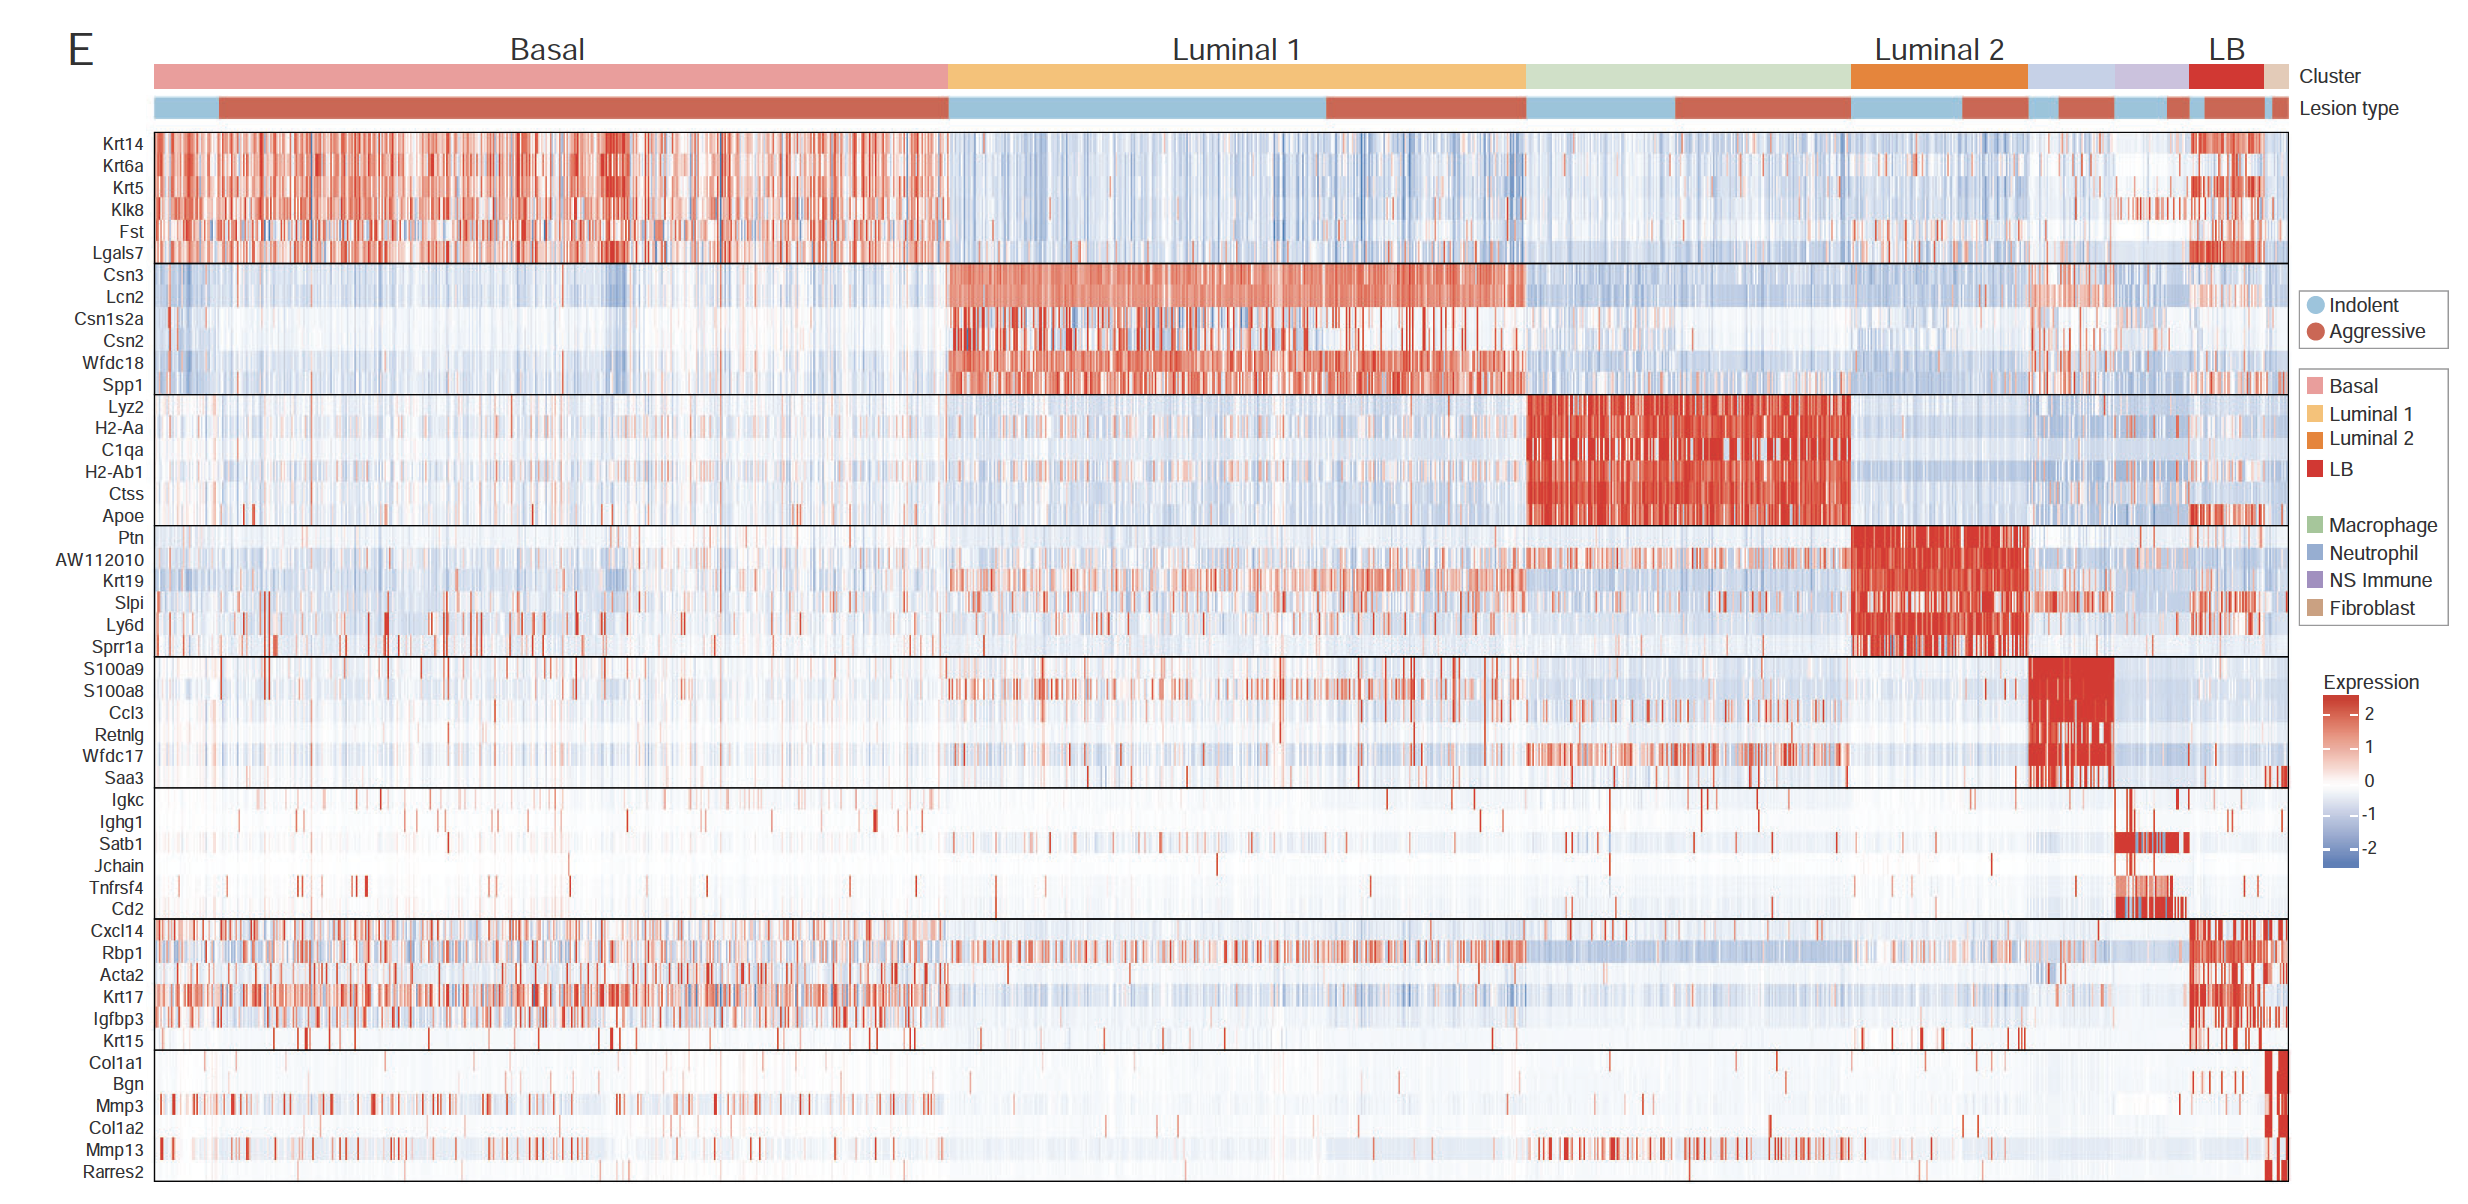 E
Basal
Luminal 1
Luminal 2
LB
Cluster
Lesion type
Krt14
Krt6a
Krt5
Klk8
Fst
Lgals7
Csn3
Lcn2
Csn1s2a
Csn2
Wfdc18
Spp1
Lyz2
H2-Aa
C1qa
H2-Ab1
Ctss
Apoe
Ptn
AW112010
Krt19
Slpi
Ly6d
Sprr1a
S100a9
S100a8
Ccl3
Retnlg
Wfdc17
Saa3
Igkc
Ighg1
Satb1
Jchain
Tnfrsf4
Cd2
Cxcl14
Rbp1
Acta2
Krt17
Igfbp3
Krt15
Col1a1
Bgn
Mmp3
Col1a2
Mmp13
Rarres2
Indolent
Aggressive
Basal
Luminal 1
Luminal 2
LB
Macrophage
Neutrophil
NS Immune
Fibroblast
Expression
2
1
0
-1
-2